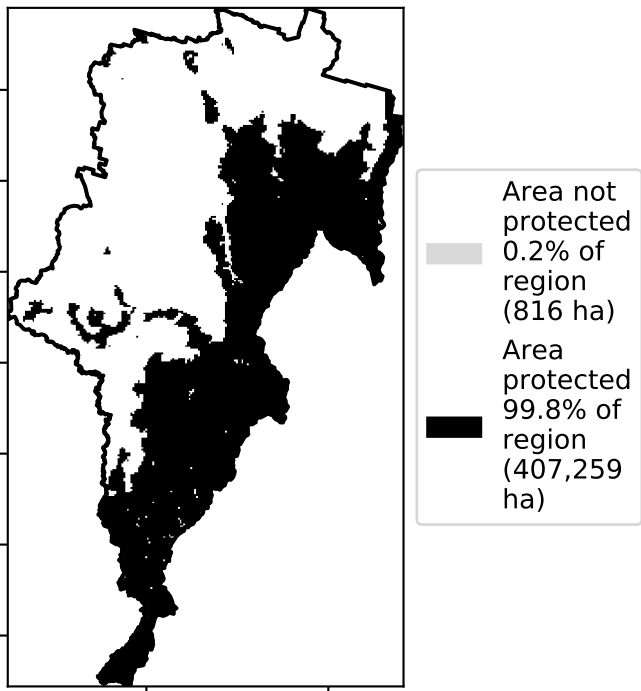 Area not
protected
0.2% of
region
(816 ha)
Area
protected
99.8% of
region
(407,259
ha)